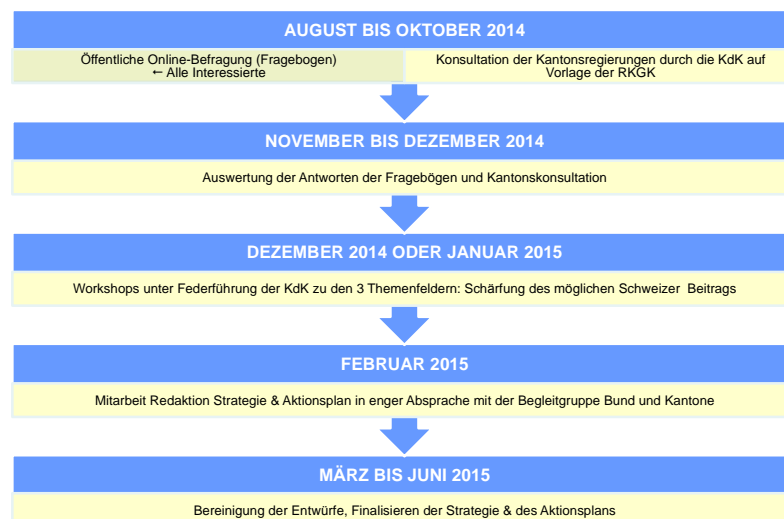 AUGUST BIS OKTOBER 2014
Öffentliche Online-Befragung (Fragebogen)
← Alle Interessierte
Konsultation der Kantonsregierungen durch die KdK auf
Vorlage der RKGK
NOVEMBER BIS DEZEMBER 2014
Auswertung der Antworten der Fragebögen und Kantonskonsultation
DEZEMBER 2014 ODER JANUAR 2015
Workshops unter Federführung der KdK zu den 3 Themenfeldern: Schärfung des möglichen Schweizer Beitrags
FEBRUAR 2015
Mitarbeit Redaktion Strategie & Aktionsplan in enger Absprache mit der Begleitgruppe Bund und Kantone
MÄRZ BIS JUNI 2015
Bereinigung der Entwürfe, Finalisieren der Strategie & des Aktionsplans